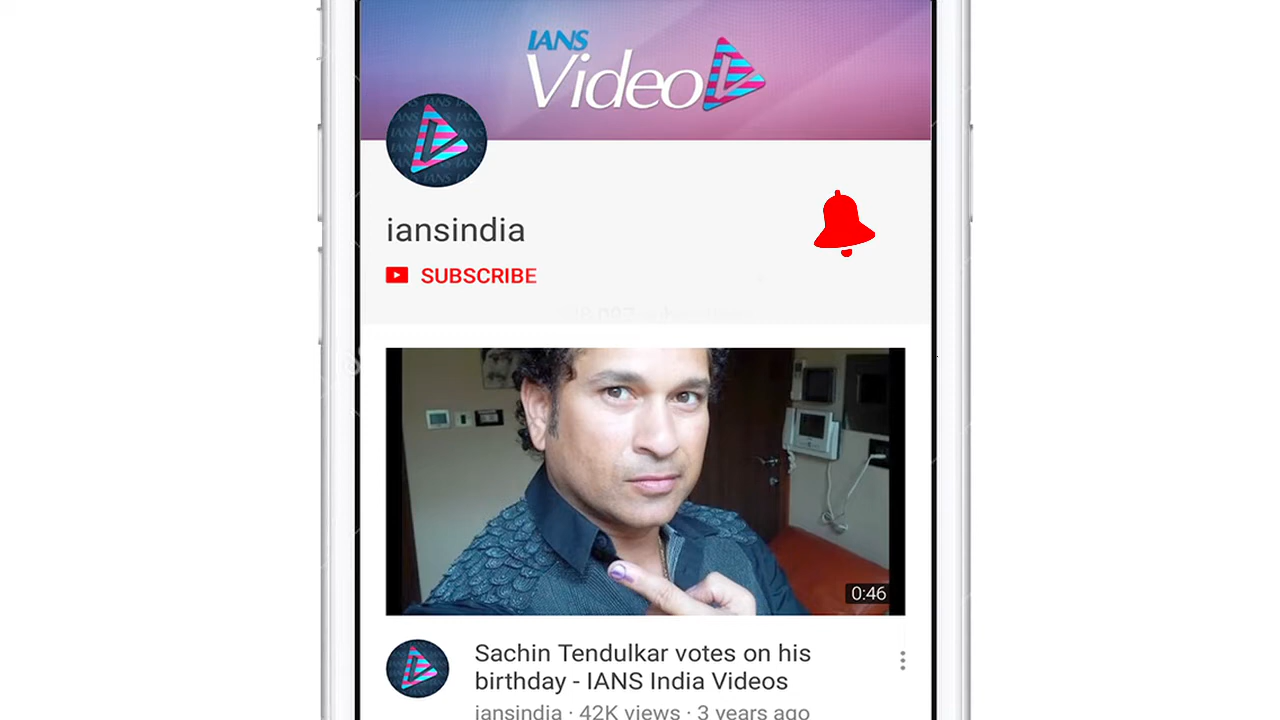 IANS
Video
iansindia
SUBSCRIBE
0:46
Sachin Tendulkar votes on his
birthday - IANS India Videos
iansindia · 42K views · 3 years ago